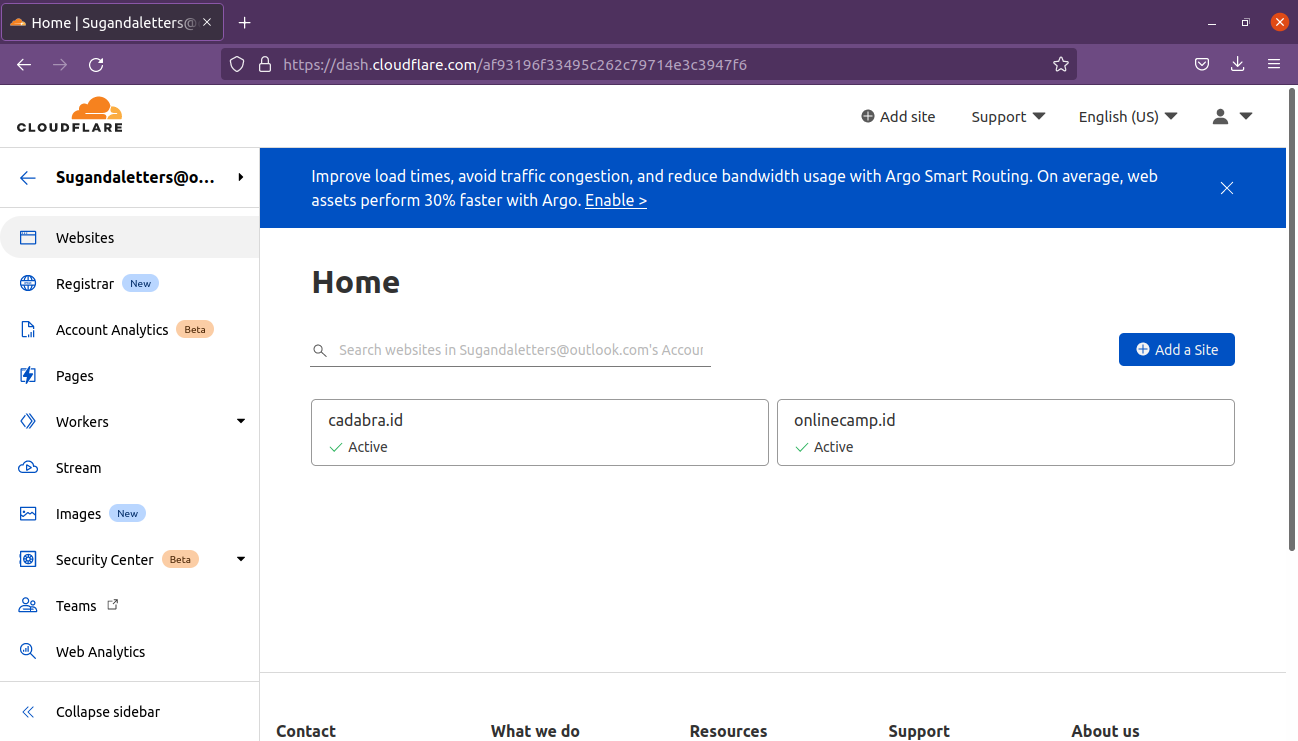 Home | Sugandaletters@o
https://dash.cloudflare.com/af93196f33495c262c79714e3c3947f6
CLOUDFLARE
Add site
Support
English (US)
Sugandaletters@o...
Improve load times, avoid traffic congestion, and reduce bandwidth usage with Argo Smart Routing. On average, web
assets perform 30% faster with Argo. Enable >
Websites
Registrar New
Account Analytics Beta
Pages
Workers
Stream
Images New
Security Center Beta
Teams
Web Analytics
Collapse sidebar
Home
Search websites in Sugandaletters@outlook.com's Accour
Add a Site
cadabra.id
Active
onlinecamp.id
Active
Contact
What we do
Resources
Support
About us